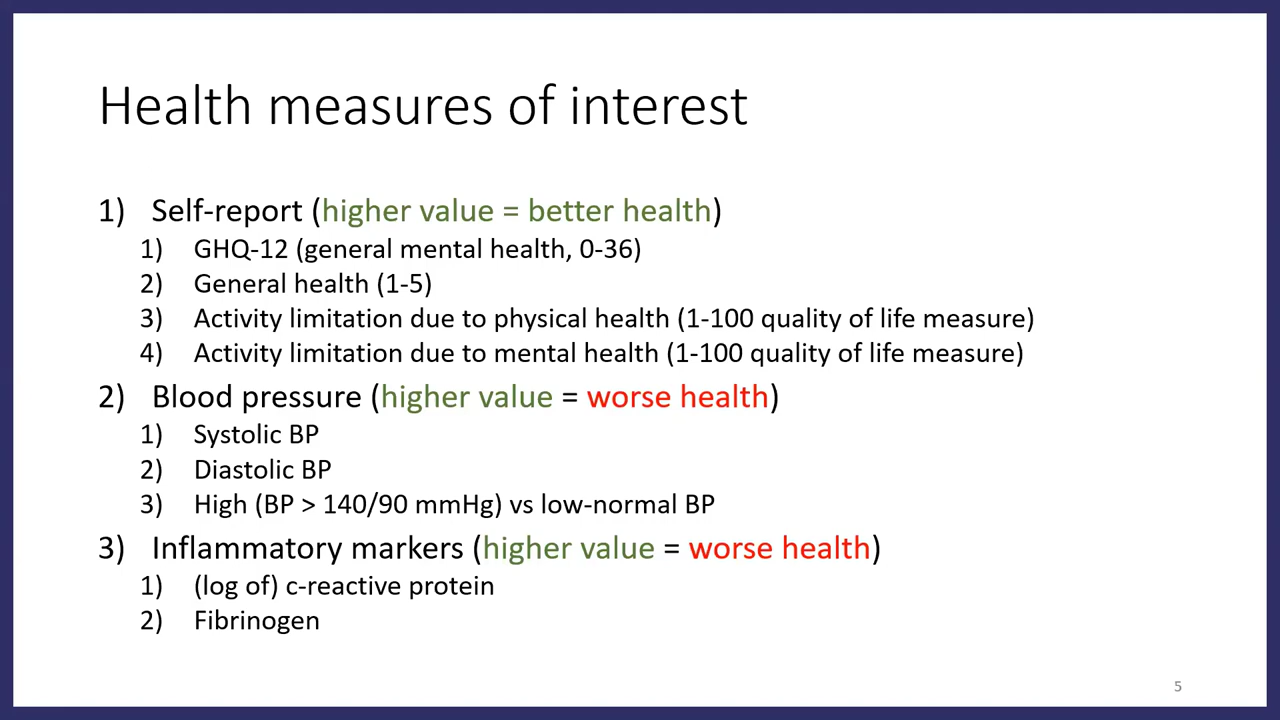 Health measures of interest
1) Self-report (higher value = better health)
1) GHQ-12 (general mental health, 0-36)
2) General health (1-5)
3) Activity limitation due to physical health (1-100 quality of life measure)
4) Activity limitation due to mental health (1-100 quality of life measure)
2) Blood pressure (higher value = worse health)
1) Systolic BP
2) Diastolic BP
3) High (BP > 140/90 mmHg) vs low-normal BP
3) Inflammatory markers (higher value = worse health)
1) (log of) c-reactive protein
2) Fibrinogen
5